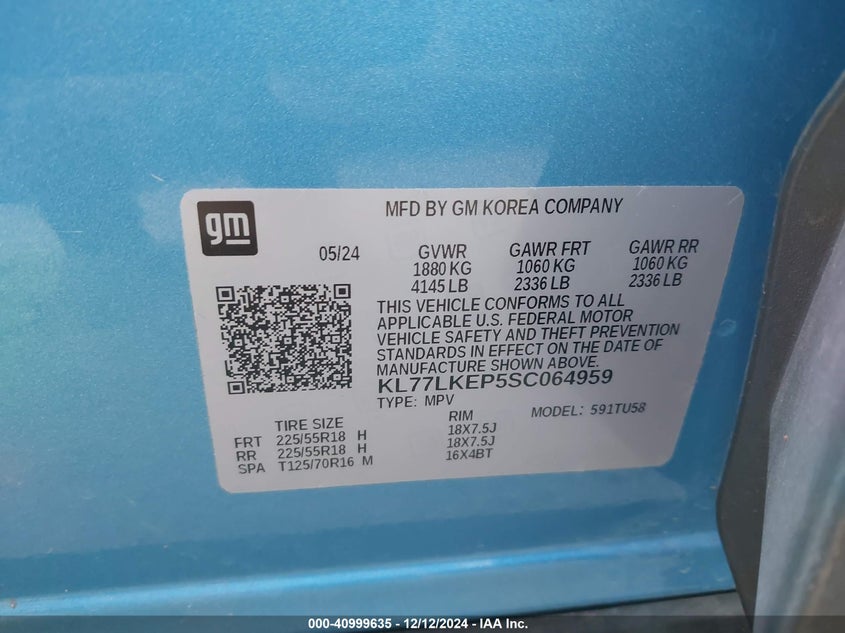 gm
MFD BY GM KOREA COMPANY
05/24
GVWR GAWR FRT GAWR RR
1880 KG 1060 KG 1060 KG
4145 LB 2336 LB 2336 LB
THIS VEHICLE CONFORMS TO ALL
APPLICABLE U.S. FEDERAL MOTOR
VEHICLE SAFETY AND THEFT PREVENTION
STANDARDS IN EFFECT ON THE DATE OF
MANUFACTURE SHOWN ABOVE.
KL77LKEP5SC064959
TYPE: MPV MODEL: 591TU58
TIRE SIZE RIM
FRT 225/55R18 H 18X7.5J
RR 225/55R18 H 18X7.5J
SPA T125/70R16 M 16X4BT
000-40999635 - 12/12/2024 - IAA Inc.